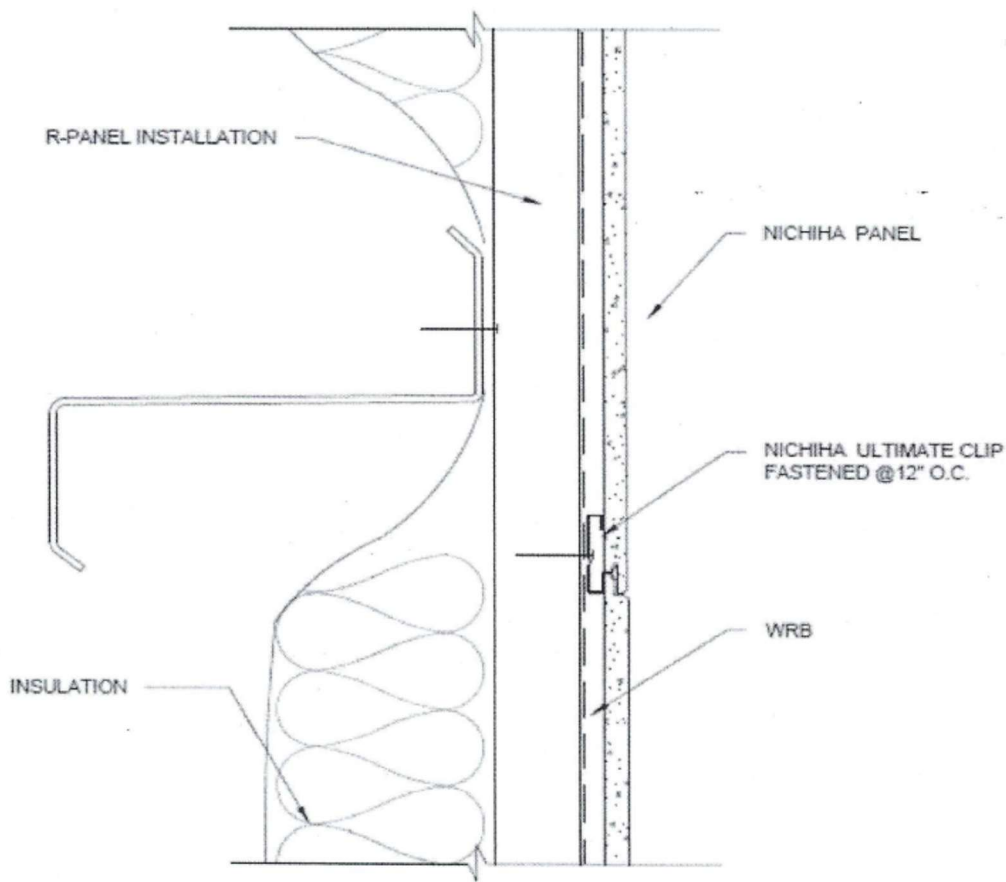 R-PANEL INSTALLATION
NICHIHA PANEL
NICHIHA ULTIMATE CLIP
FASTENED @12" O.C.
WRB
INSULATION